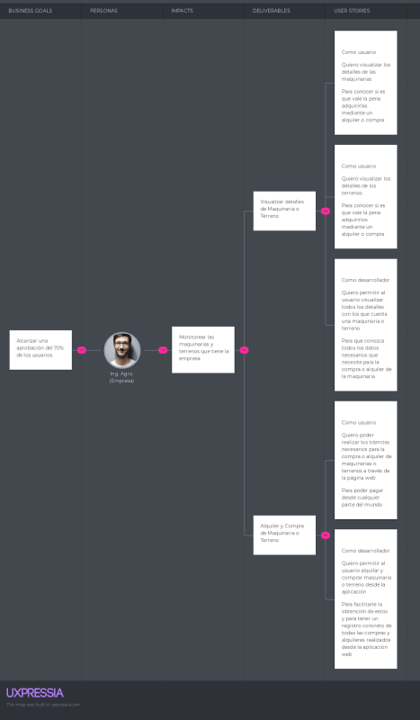 BUSINESS GOALS PERSONAS IMPACTS DELIVERABLES USER STORIES
Alcanzar una
aprobación del 70%
de los usuarios
Ing. Agro
(Empresa)
Monitorear las
maquinarias y
terrenos que tiene la
empresa
Visualizar detalles
de Maquinaria o
Terreno
Como usuario
Quiero visualizar los
detalles de las
maquinarias
Para conocer si es
que vale la pena
adquirirlas
mediante un
alquiler o compra
Como usuario
Quiero visualizar los
detalles de los
terrenos
Para conocer si es
que vale la pena
adquirirlos
mediante un
alquiler o compra
Como desarrollador
Quiero permitir al
usuario visualizar
todos los detalles
con los que cuenta
una maquinaria o
terreno
Para que conozca
todos los datos
necesarios que
necesite para la
compra o alquiler de
la maquinaria
Alquiler y Compra
de Maquinaria o
Terreno
Como usuario
Quiero poder
realizar los trámites
necesarios para la
compra o alquiler de
maquinarias o
terrenos a través de
la página web
Para poder pagar
desde cualquier
parte del mundo
Como desarrollador
Quiero permitir al
usuario alquilar y
comprar maquinaria
o terreno desde la
aplicación
Para facilitarle la
obtención de estos
y para tener un
registro concreto de
todas las compras y
alquileres realizados
desde la aplicación
web.
UXPRESSIA
This map was built in uxpressia.com